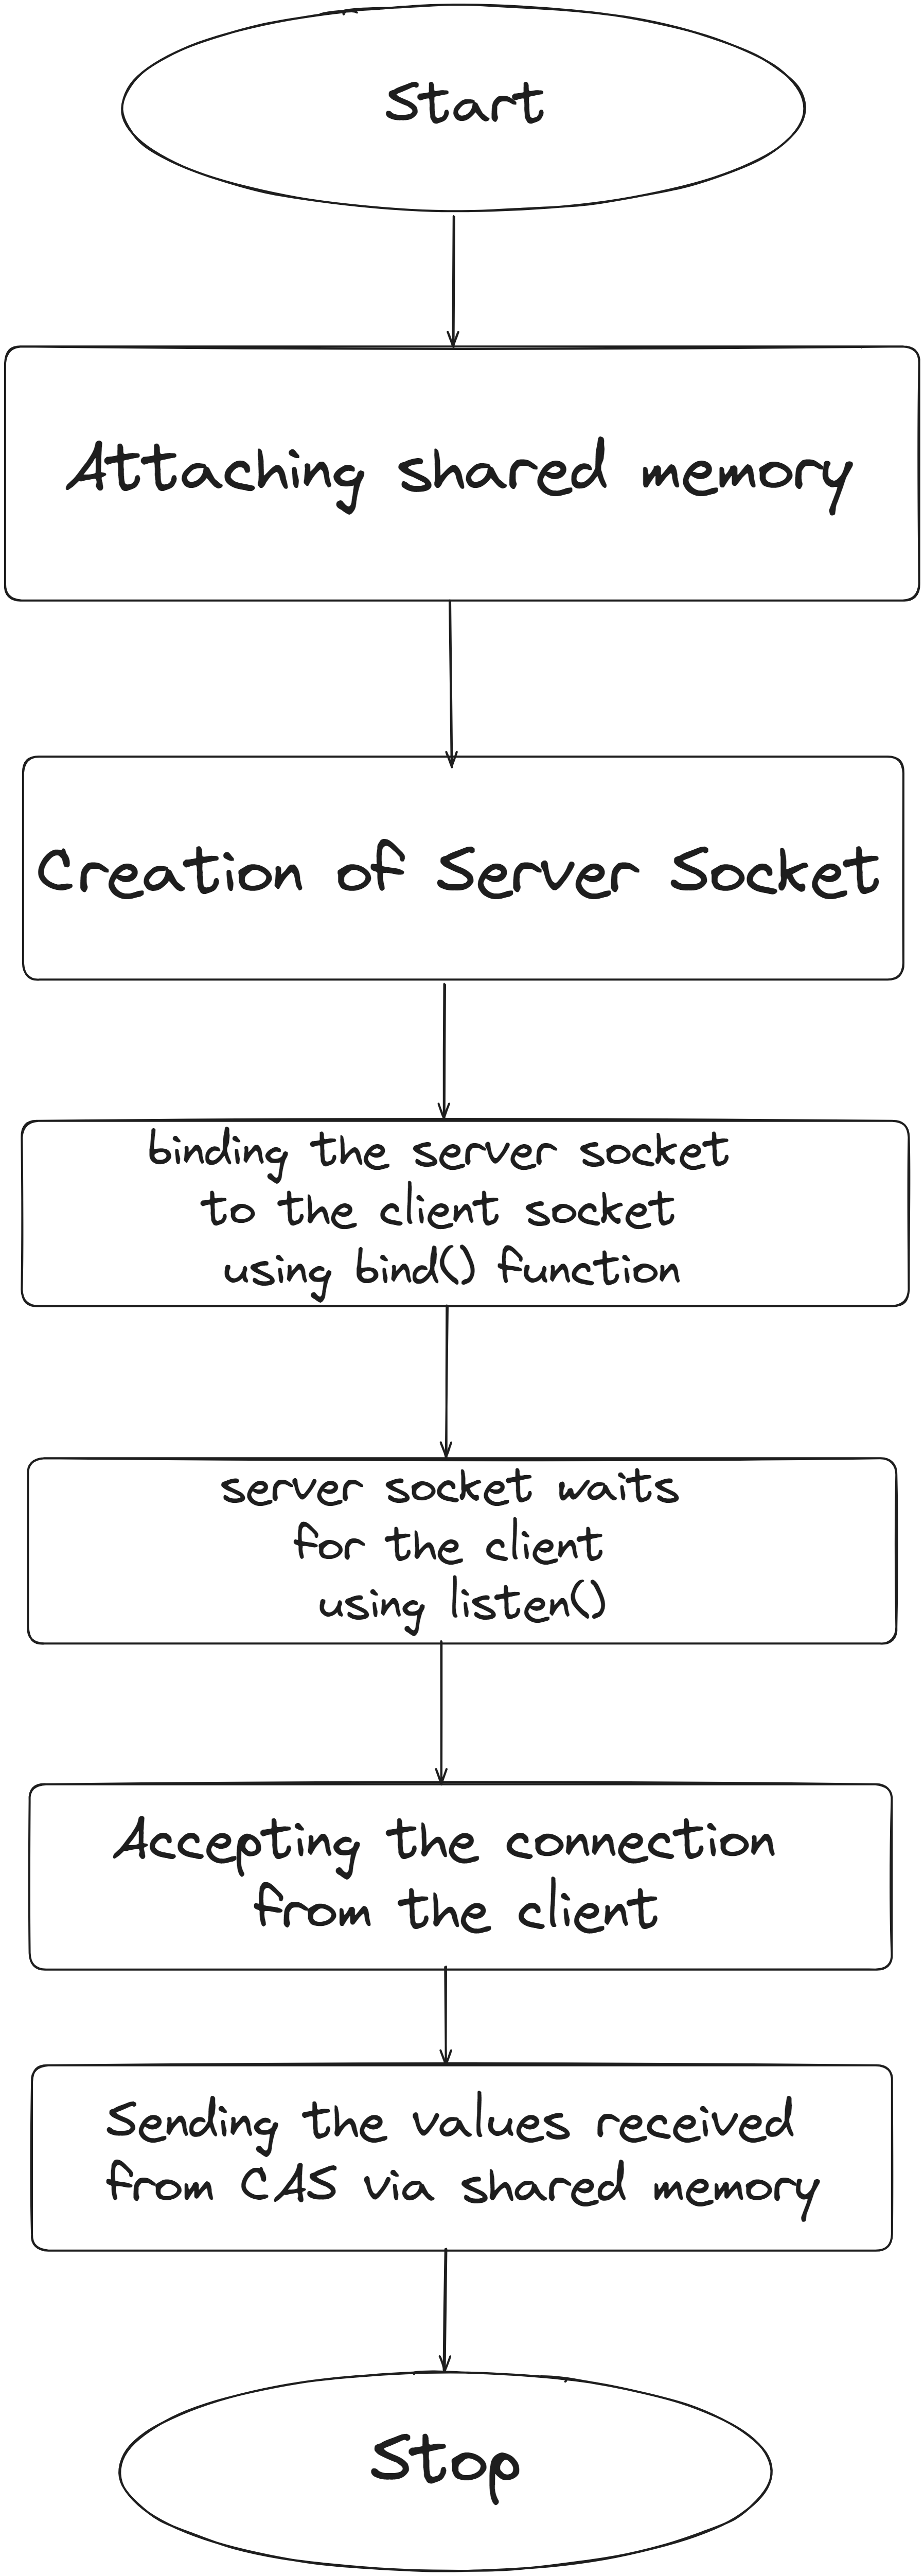 Start
Attaching shared memory
Creation of Server Socket
binding the server socket
to the client socket
using bind() function
server socket waits
for the client
using listen()
Accepting the connection
from the client
Sending the values received
from CAS via shared memory
Stop